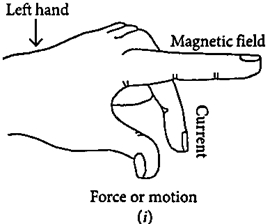 Left hand
Magnetic field
Current
Force or motion
(i)